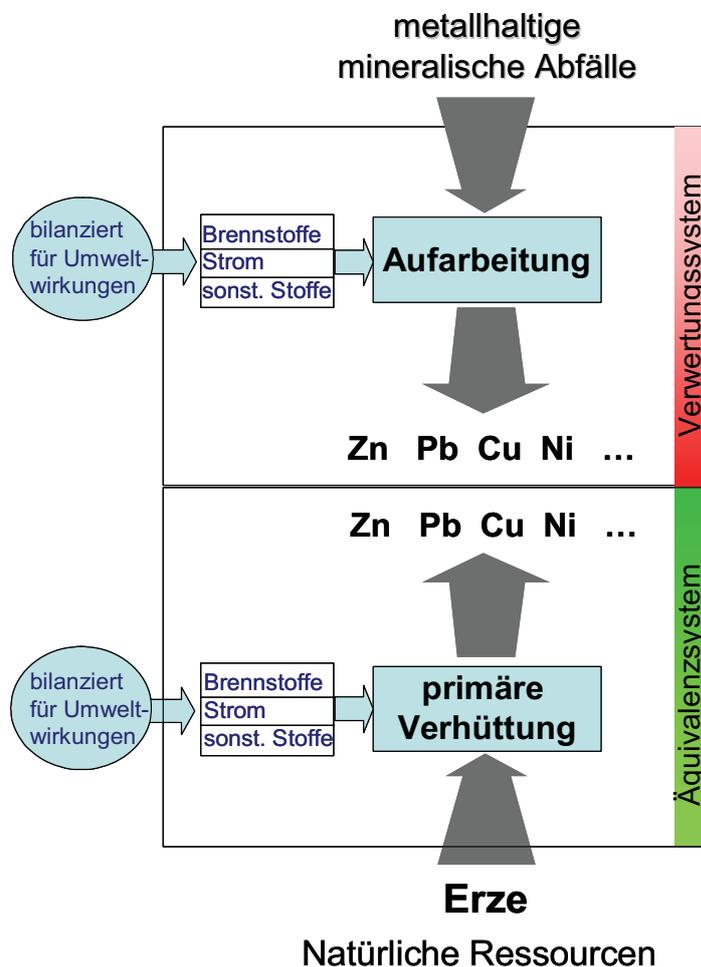 metallhaltige
mineralische Abfälle
bilanziert
für Umwelt-
wirkungen
Brennstoffe
Strom
sonst. Stoffe
Aufarbeitung
Verwertungssystem
Zn Pb Cu Ni ...
Zn Pb Cu Ni ...
bilanziert
für Umwelt-
wirkungen
Brennstoffe
Strom
sonst. Stoffe
primäre
Verhüttung
Äquivalenzsystem
Erze
Natürliche Ressourcen